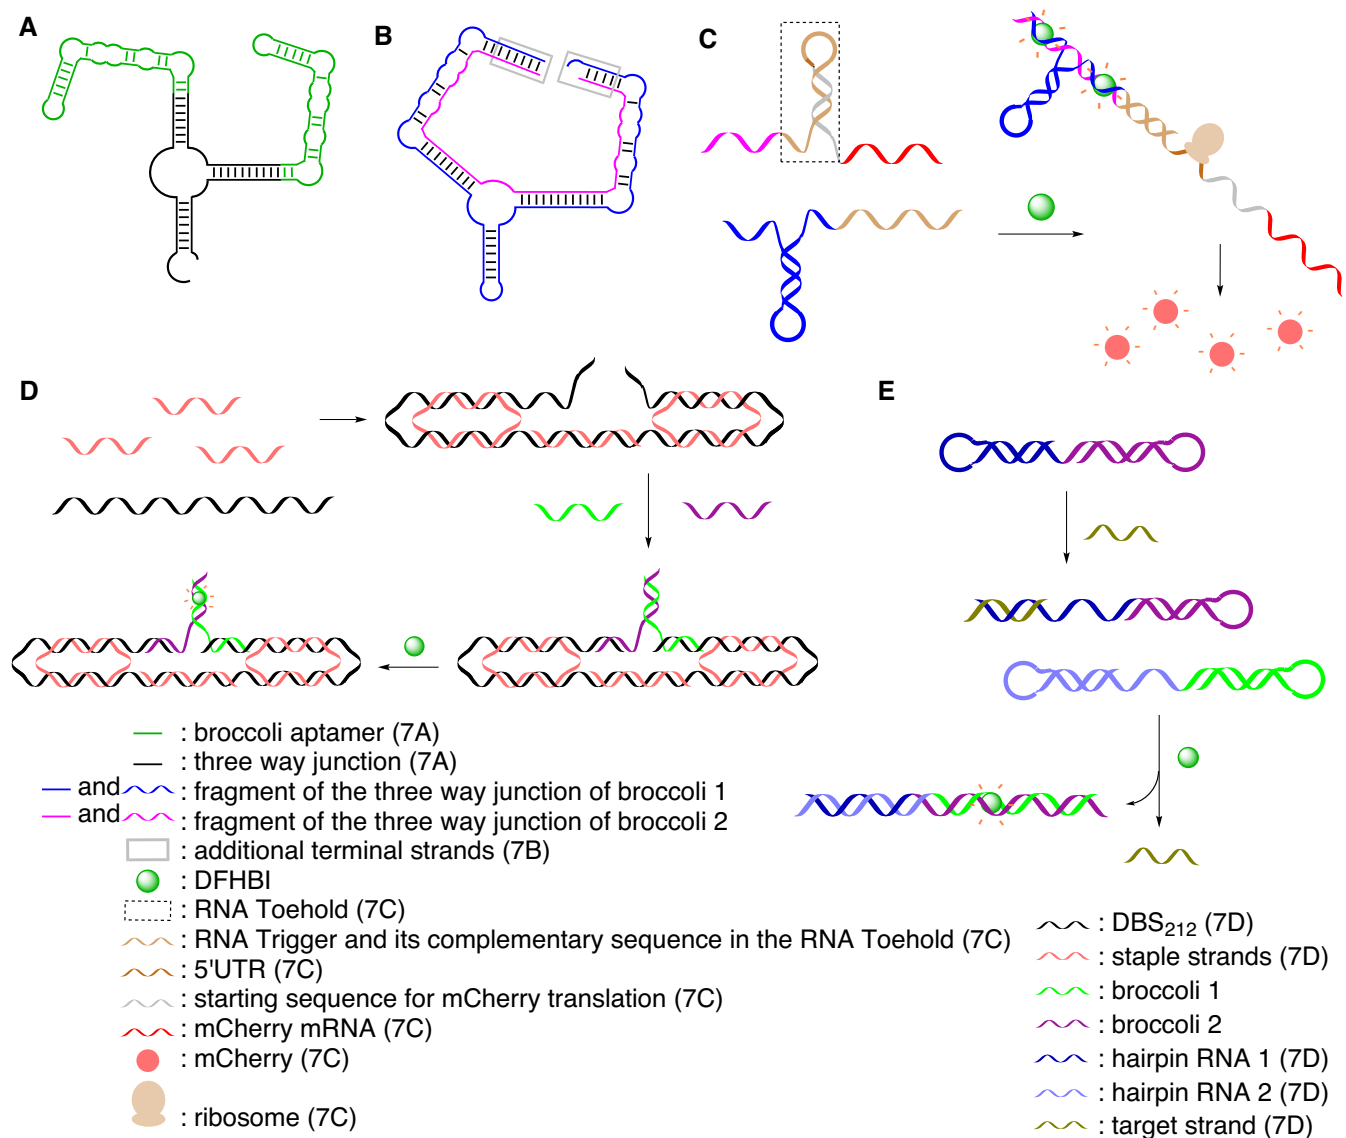 A
B
C
D
E
: broccoli aptamer (7A)
: three way junction (7A)
and : fragment of the three way junction of broccoli 1
and : fragment of the three way junction of broccoli 2
: additional terminal strands (7B)
: DFHBI
: RNA Toehold (7C)
: RNA Trigger and its complementary sequence in the RNA Toehold (7C)
: 5'UTR (7C)
: starting sequence for mCherry translation (7C)
: mCherry mRNA (7C)
: mCherry (7C)
: ribosome (7C)
: DBS212 (7D)
: staple strands (7D)
: broccoli 1
: broccoli 2
: hairpin RNA 1 (7D)
: hairpin RNA 2 (7D)
: target strand (7D)